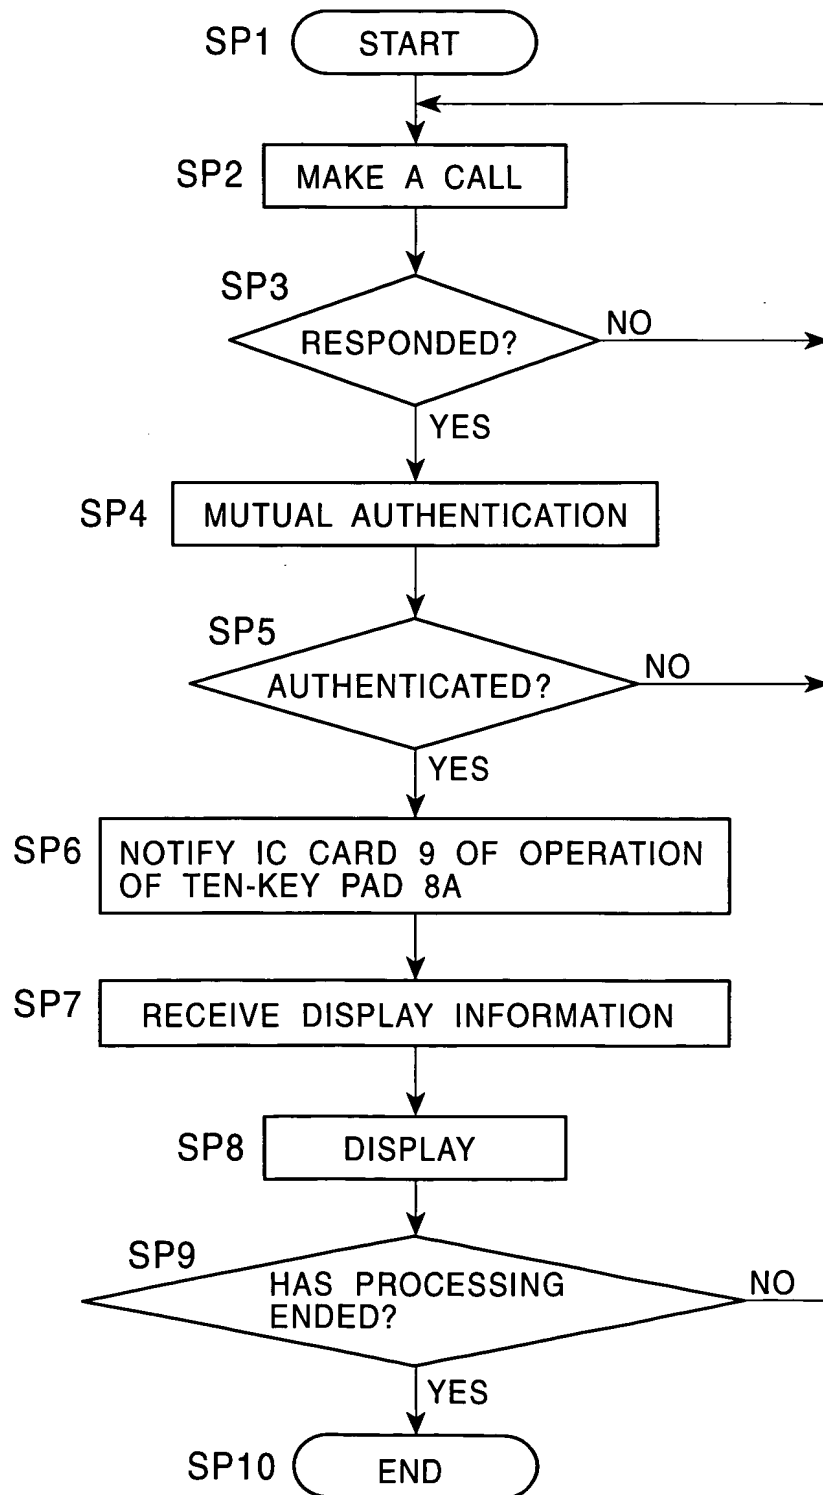 SP1 START
SP2 MAKE A CALL
SP3
RESPONDED?
NO
YES
SP4 MUTUAL AUTHENTICATION
SP5
AUTHENTICATED?
NO
YES
SP6 NOTIFY IC CARD 9 OF OPERATION
OF TEN-KEY PAD 8A
SP7 RECEIVE DISPLAY INFORMATION
SP8 DISPLAY
SP9
HAS PROCESSING
ENDED?
NO
YES
SP10 END